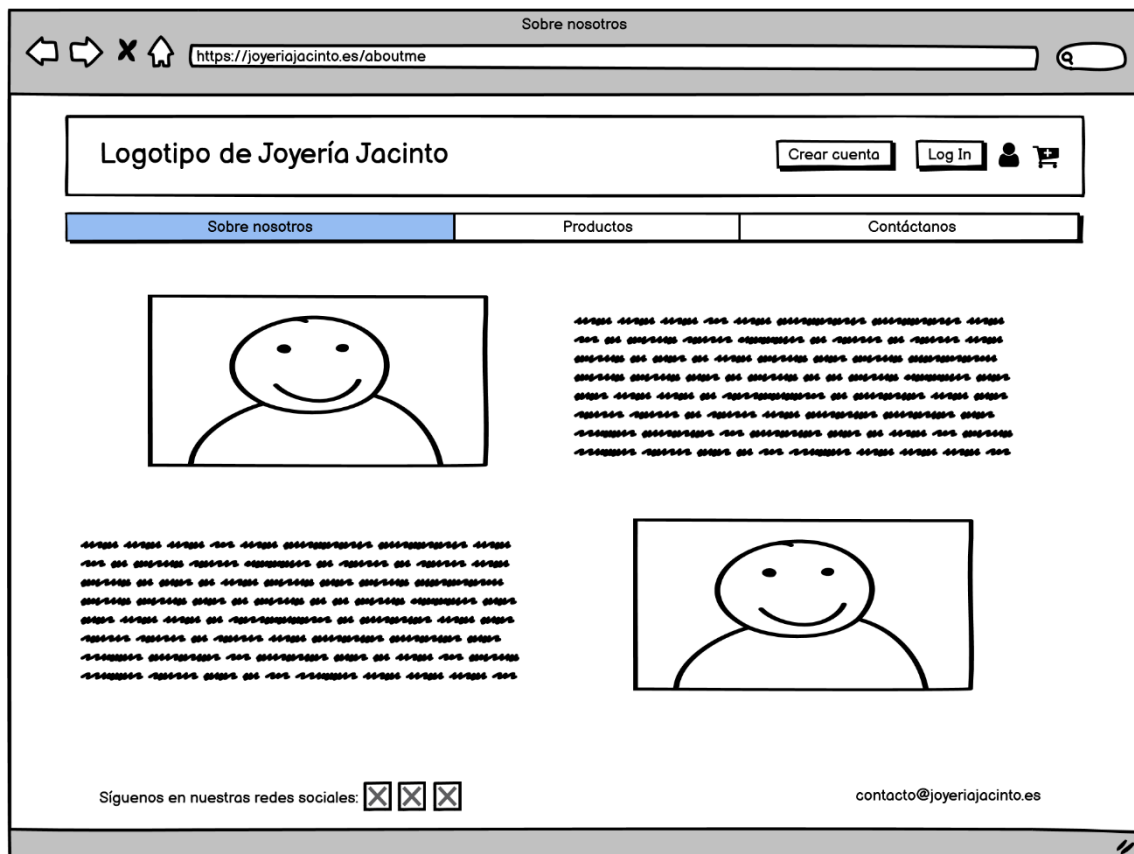 Sobre nosotros
https://joyeriajacinto.es/aboutme
Logotipo de Joyería Jacinto
Crear cuenta
Log In
Sobre nosotros
Productos
Contáctanos
Síguenos en nuestras redes sociales:
contacto@joyeriajacinto.es